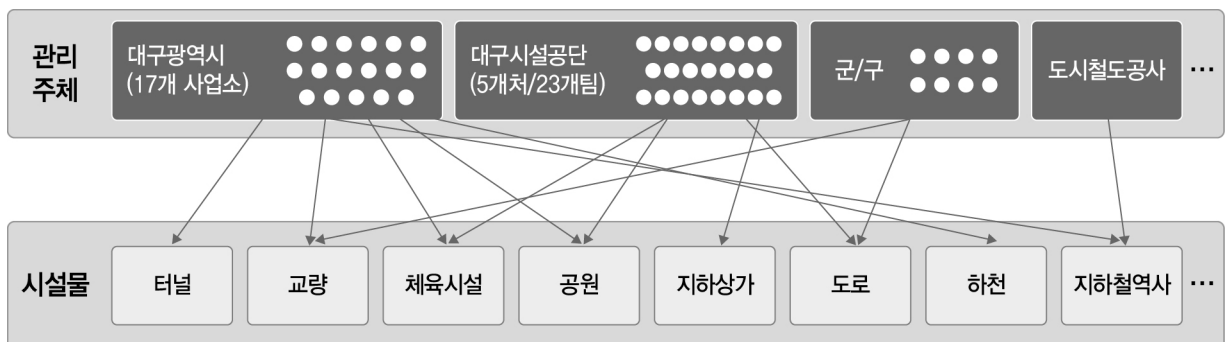 관리
주체
대구광역시
(17개 사업소)
대구시설공단
(5개처/23개팀)
군/구
도시철도공사
…
시설물
터널
교량
체육시설
공원
지하상가
도로
하천
지하철역사
…